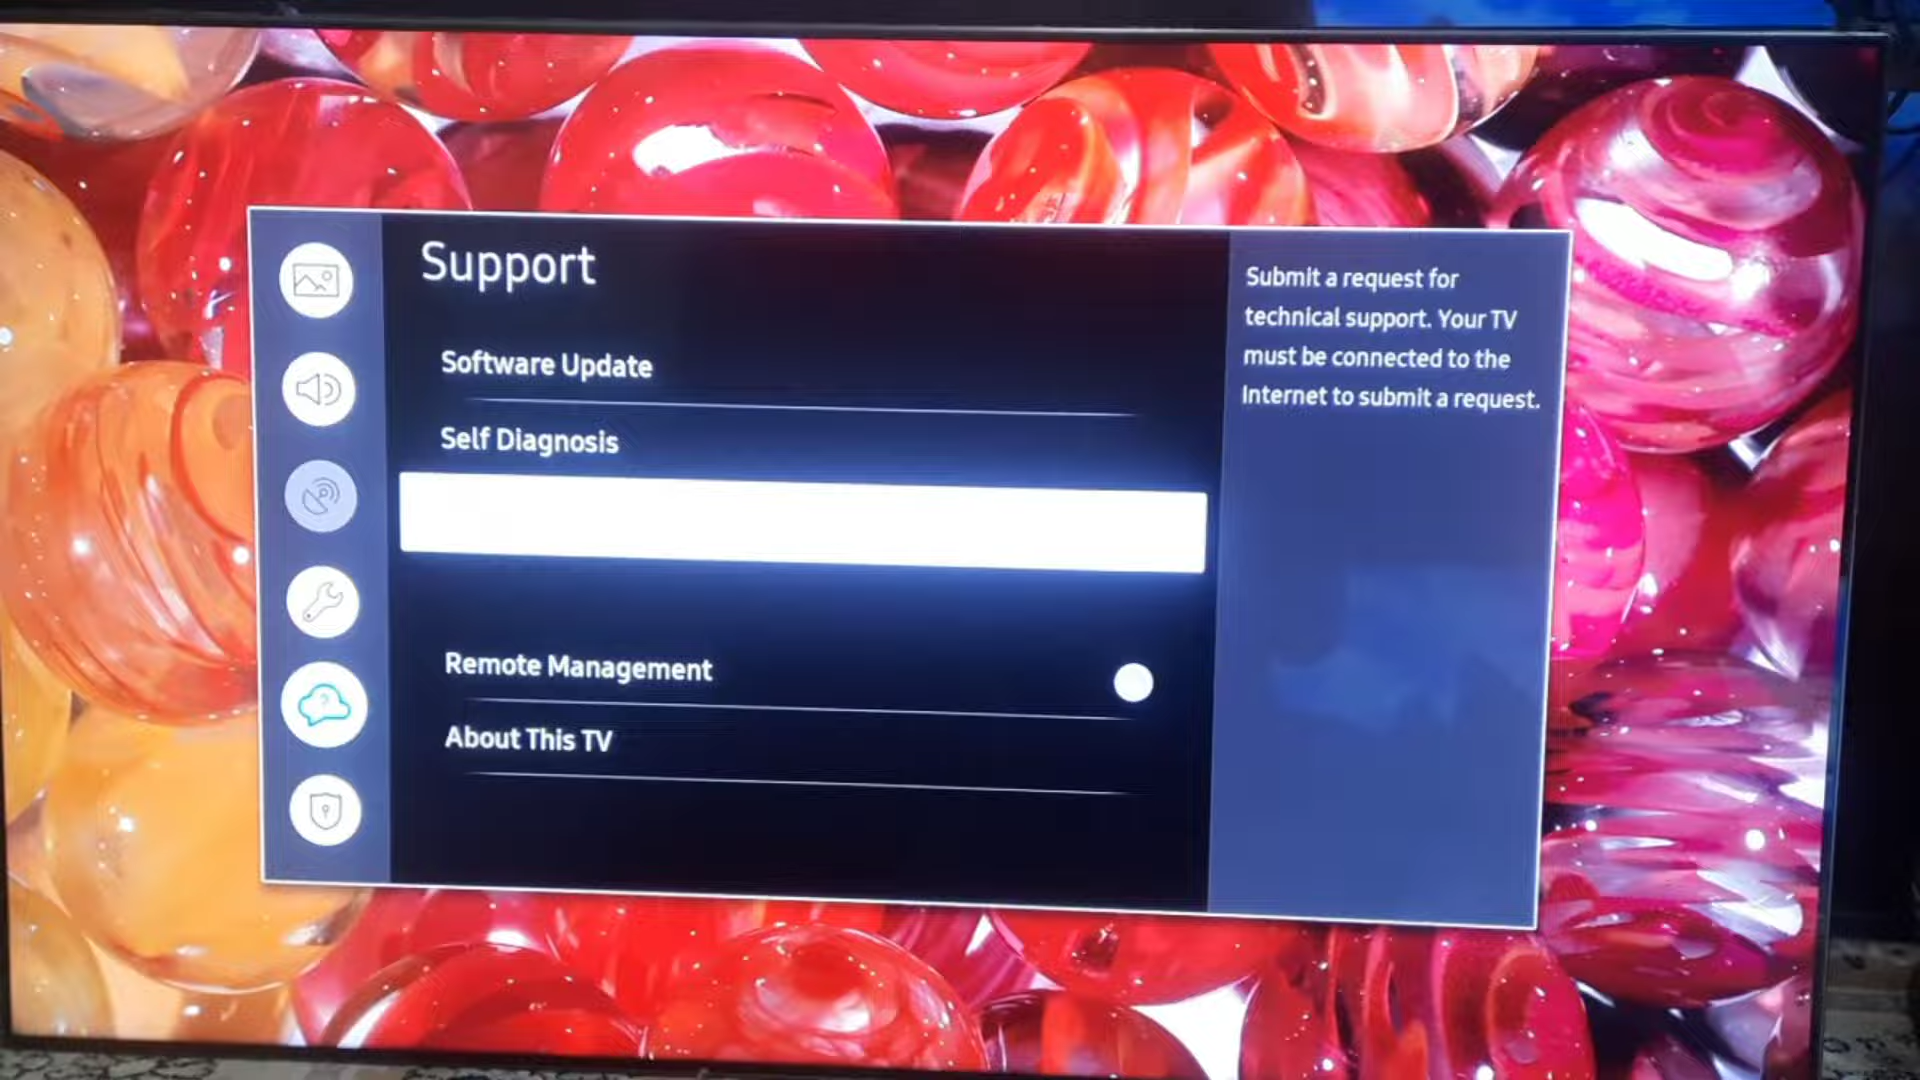 Support
Software Update
Self Diagnosis
Remote Management
About This TV
Submit a request for
technical support. Your TV
must be connected to the
Internet to submit a request.